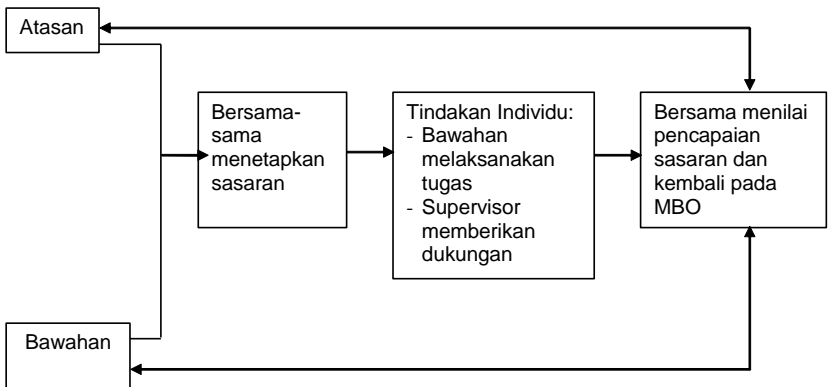 Atasan
Bersama-
sama
menetapkan
sasaran
Tindakan Individu:
- Bawahan
melaksanakan
tugas
- Supervisor
memberikan
dukungan
Bersama menilai
pencapaian
sasaran dan
kembali pada
MBO
Bawahan